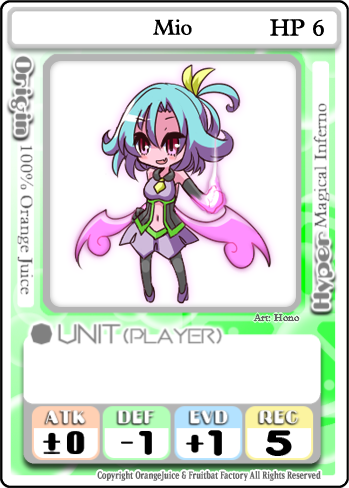 Mio HP 6
Origin 100% Orange Juice
Hyper Magical Inferno
Art: Hono
UNIT (PLAYER)
ATK DEF EVD REC
±0 -1 +1 5
Copyright OrangeJuice & Fruitbat Factory All Rights Reserved